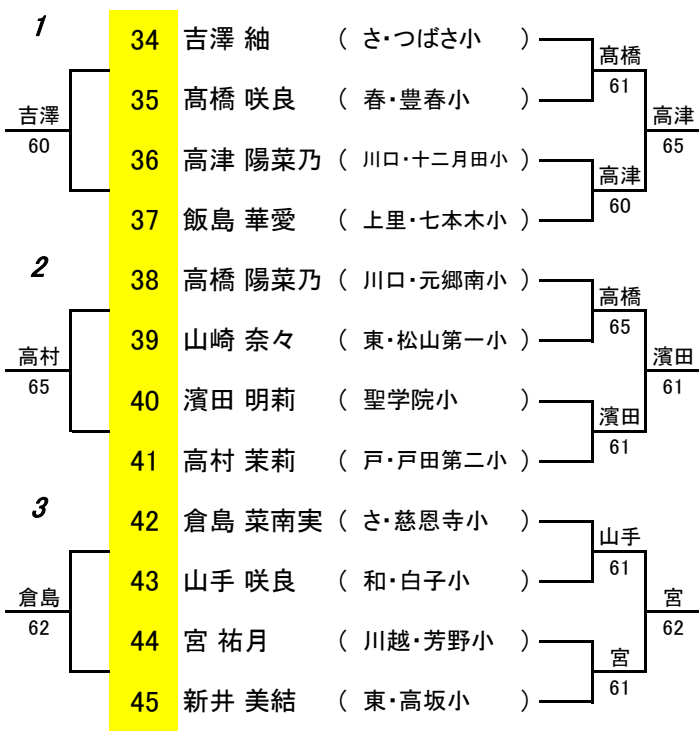 1
34 吉澤 紬 ( さ・つばさ小 )
髙橋
61
35 髙橋 咲良 ( 春・豊春小 )
吉澤
60
高津
65
36 高津 陽菜乃 ( 川口・十二月田小 )
高津
60
37 飯島 華愛 ( 上里・七本木小 )
2
38 高橋 陽菜乃 ( 川口・元郷南小 )
高橋
65
39 山崎 奈々 ( 東・松山第一小 )
高村
65
濱田
61
40 濱田 明莉 ( 聖学院小 )
濱田
61
41 高村 茉莉 ( 戸・戸田第二小 )
3
42 倉島 菜南実 ( さ・慈恩寺小 )
山手
61
43 山手 咲良 ( 和・白子小 )
倉島
62
宮
62
44 宮 祐月 ( 川越・芳野小 )
宮
61
45 新井 美結 ( 東・高坂小 )